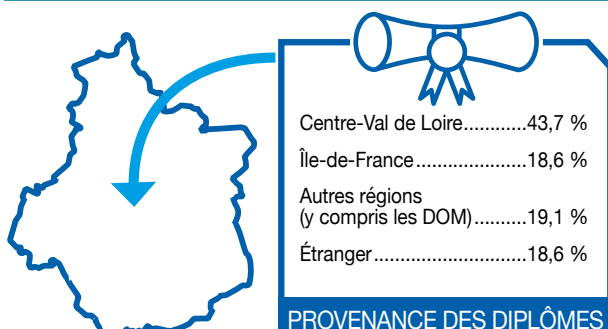 Centre-Val de Loire............43,7 %
Île-de-France....................18,6 %
Autres régions
(y compris les DOM)..........19,1 %
Étranger............................18,6 %
PROVENANCE DES DIPLÔMES